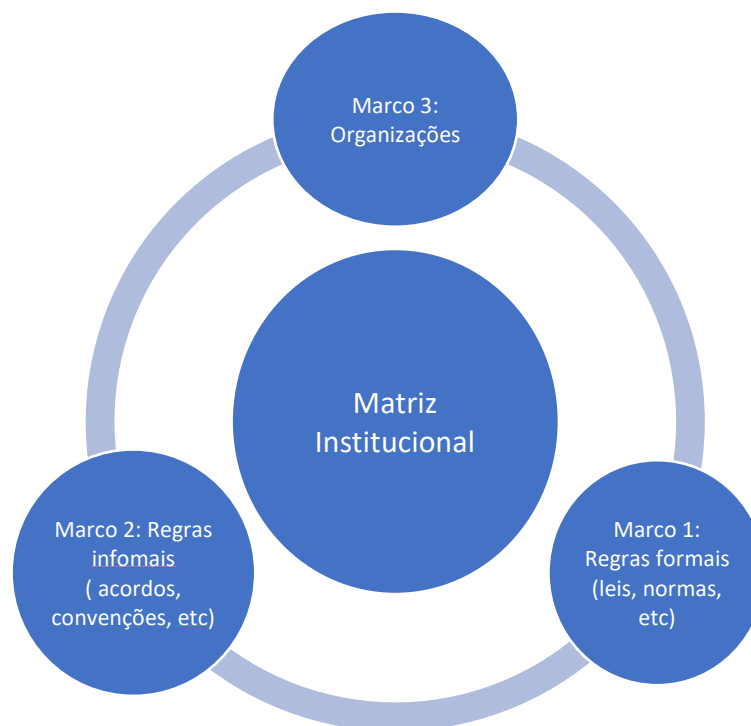 Marco 3:
Organizações
Matriz
Institucional
Marco 2: Regras
infomais
( acordos,
convenções, etc)
Marco 1:
Regras formais
(leis, normas,
etc)